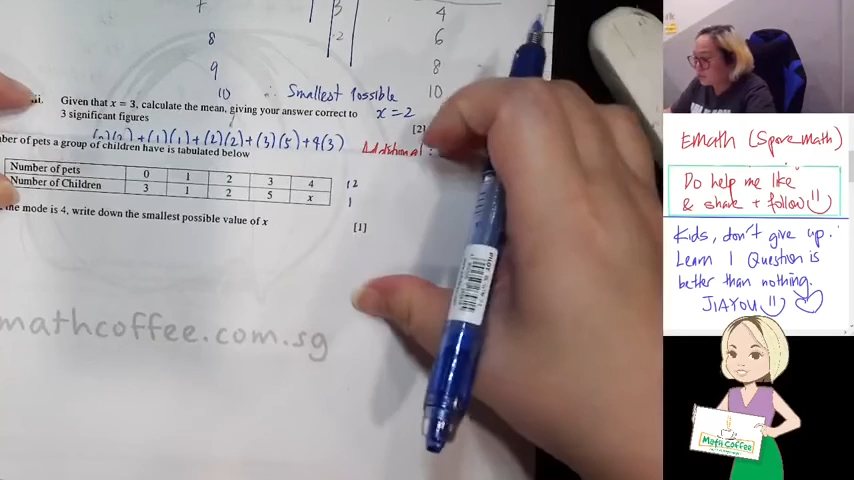 7 3 4
8 2 6
9 8
10 ∴ Smallest Possible 10
x = 2
iii. Given that x = 3, calculate the mean, giving your answer correct to
3 significant figures
[2]
+ (1)(1) + (2)(2) + (3)(5) + 4(3)
Additional :
number of pets a group of children have is tabulated below
Number of pets 0 1 2 3 4
Number of Children 3 1 2 5 x
12
1
the mode is 4, write down the smallest possible value of x
[1]
mathcoffee.com.sg
Emath (Spore Math)
Do help me like
& share + follow
Kids, don't give up.
Learn 1 Question is
better than nothing.
JIAYOU
Math Coffee